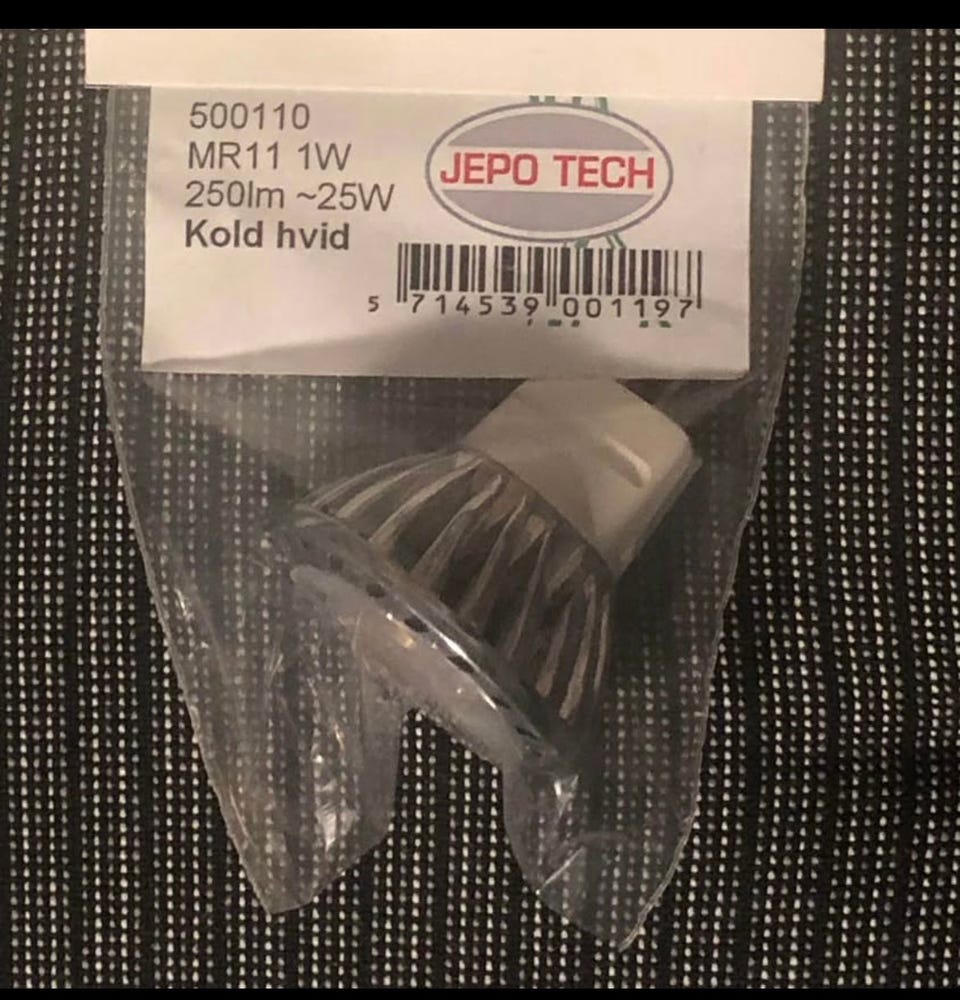 500110
MR11 1W
250lm ~25W
Kold hvid
JEPO TECH
5 714539 001197